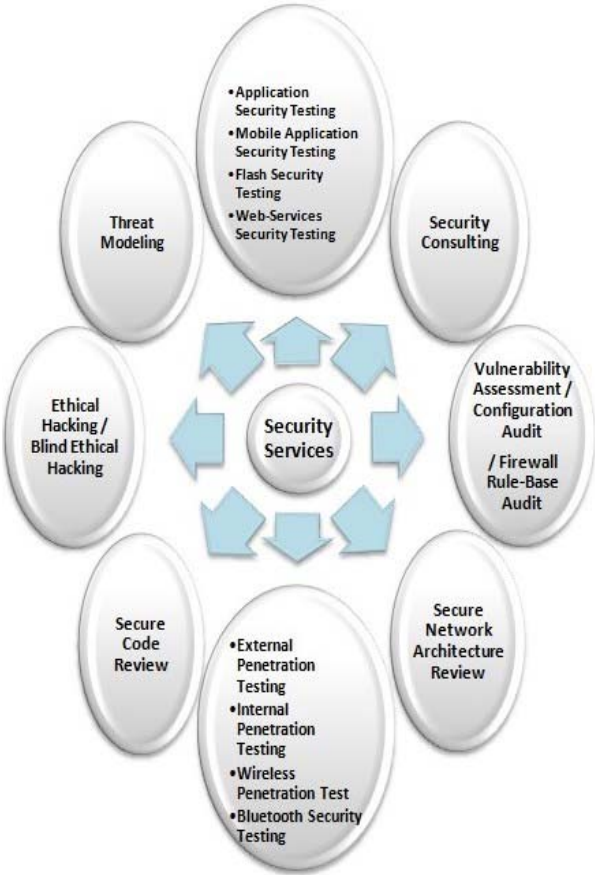 •Application
Security Testing
•Mobile Application
Security Testing
•Flash Security
Testing
•Web-Services
Security Testing
Threat
Modeling
Security
Consulting
Ethical
Hacking /
Blind Ethical
Hacking
Security
Services
Vulnerability
Assessment /
Configuration
Audit
/ Firewall
Rule-Base
Audit
Secure
Code
Review
•External
Penetration
Testing
•Internal
Penetration
Testing
•Wireless
Penetration Test
•Bluetooth Security
Testing
Secure
Network
Architecture
Review